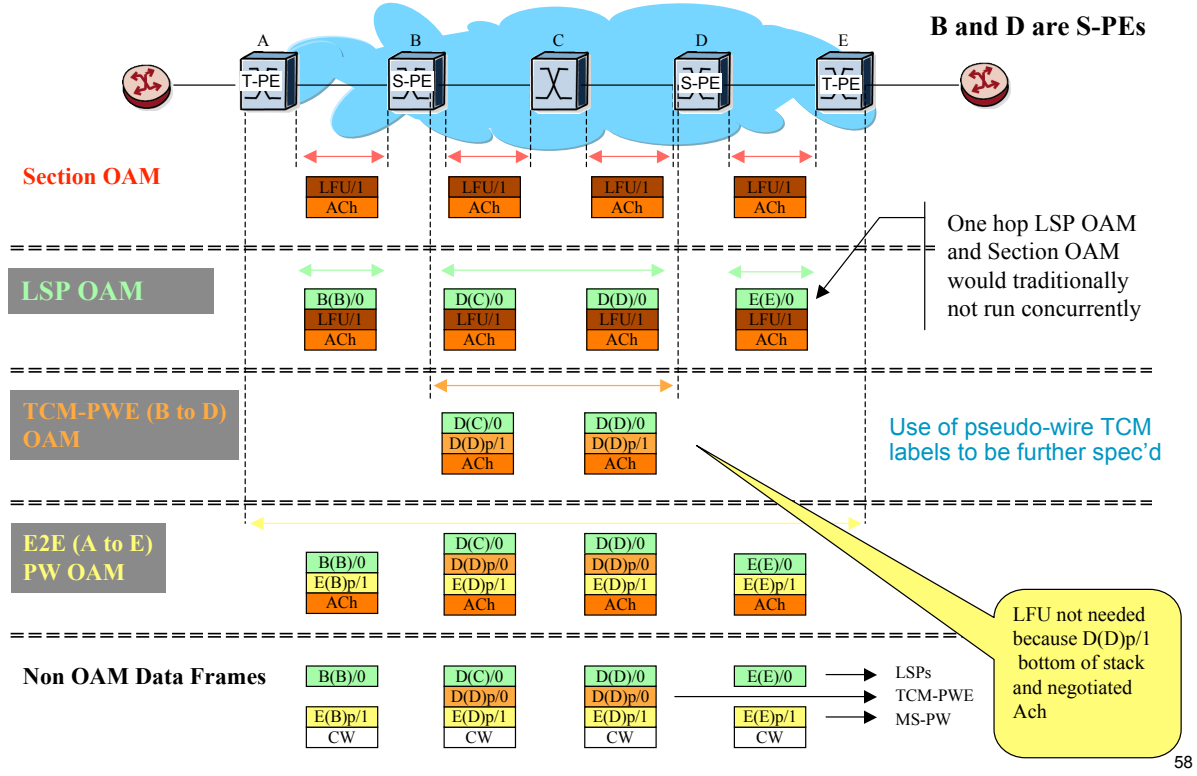 B and D are S-PEs
A B C D E
T-PE S-PE S-PE T-PE
Section OAM
LFU/1 LFU/1 LFU/1 LFU/1
ACh ACh ACh ACh
One hop LSP OAM
and Section OAM
would traditionally
not run concurrently
LSP OAM
B(B)/0 D(C)/0 D(D)/0 E(E)/0
LFU/1 LFU/1 LFU/1 LFU/1
ACh ACh ACh ACh
TCM-PWE (B to D)
OAM
D(C)/0 D(D)/0
D(D)p/1 D(D)p/1
ACh ACh
Use of pseudo-wire TCM
labels to be further spec'd
E2E (A to E)
PW OAM
D(C)/0 D(D)/0
B(B)/0 D(D)p/0 D(D)p/0 E(E)/0
E(B)p/1 E(D)p/1 E(D)p/1 E(E)p/1
ACh ACh ACh ACh
LFU not needed
because D(D)p/1
bottom of stack
and negotiated
Ach
Non OAM Data Frames
B(B)/0 D(C)/0 D(D)/0 E(E)/0 LSPs
D(D)p/0 D(D)p/0 TCM-PWE
E(B)p/1 E(D)p/1 E(D)p/1 E(E)p/1 MS-PW
CW CW CW CW
58